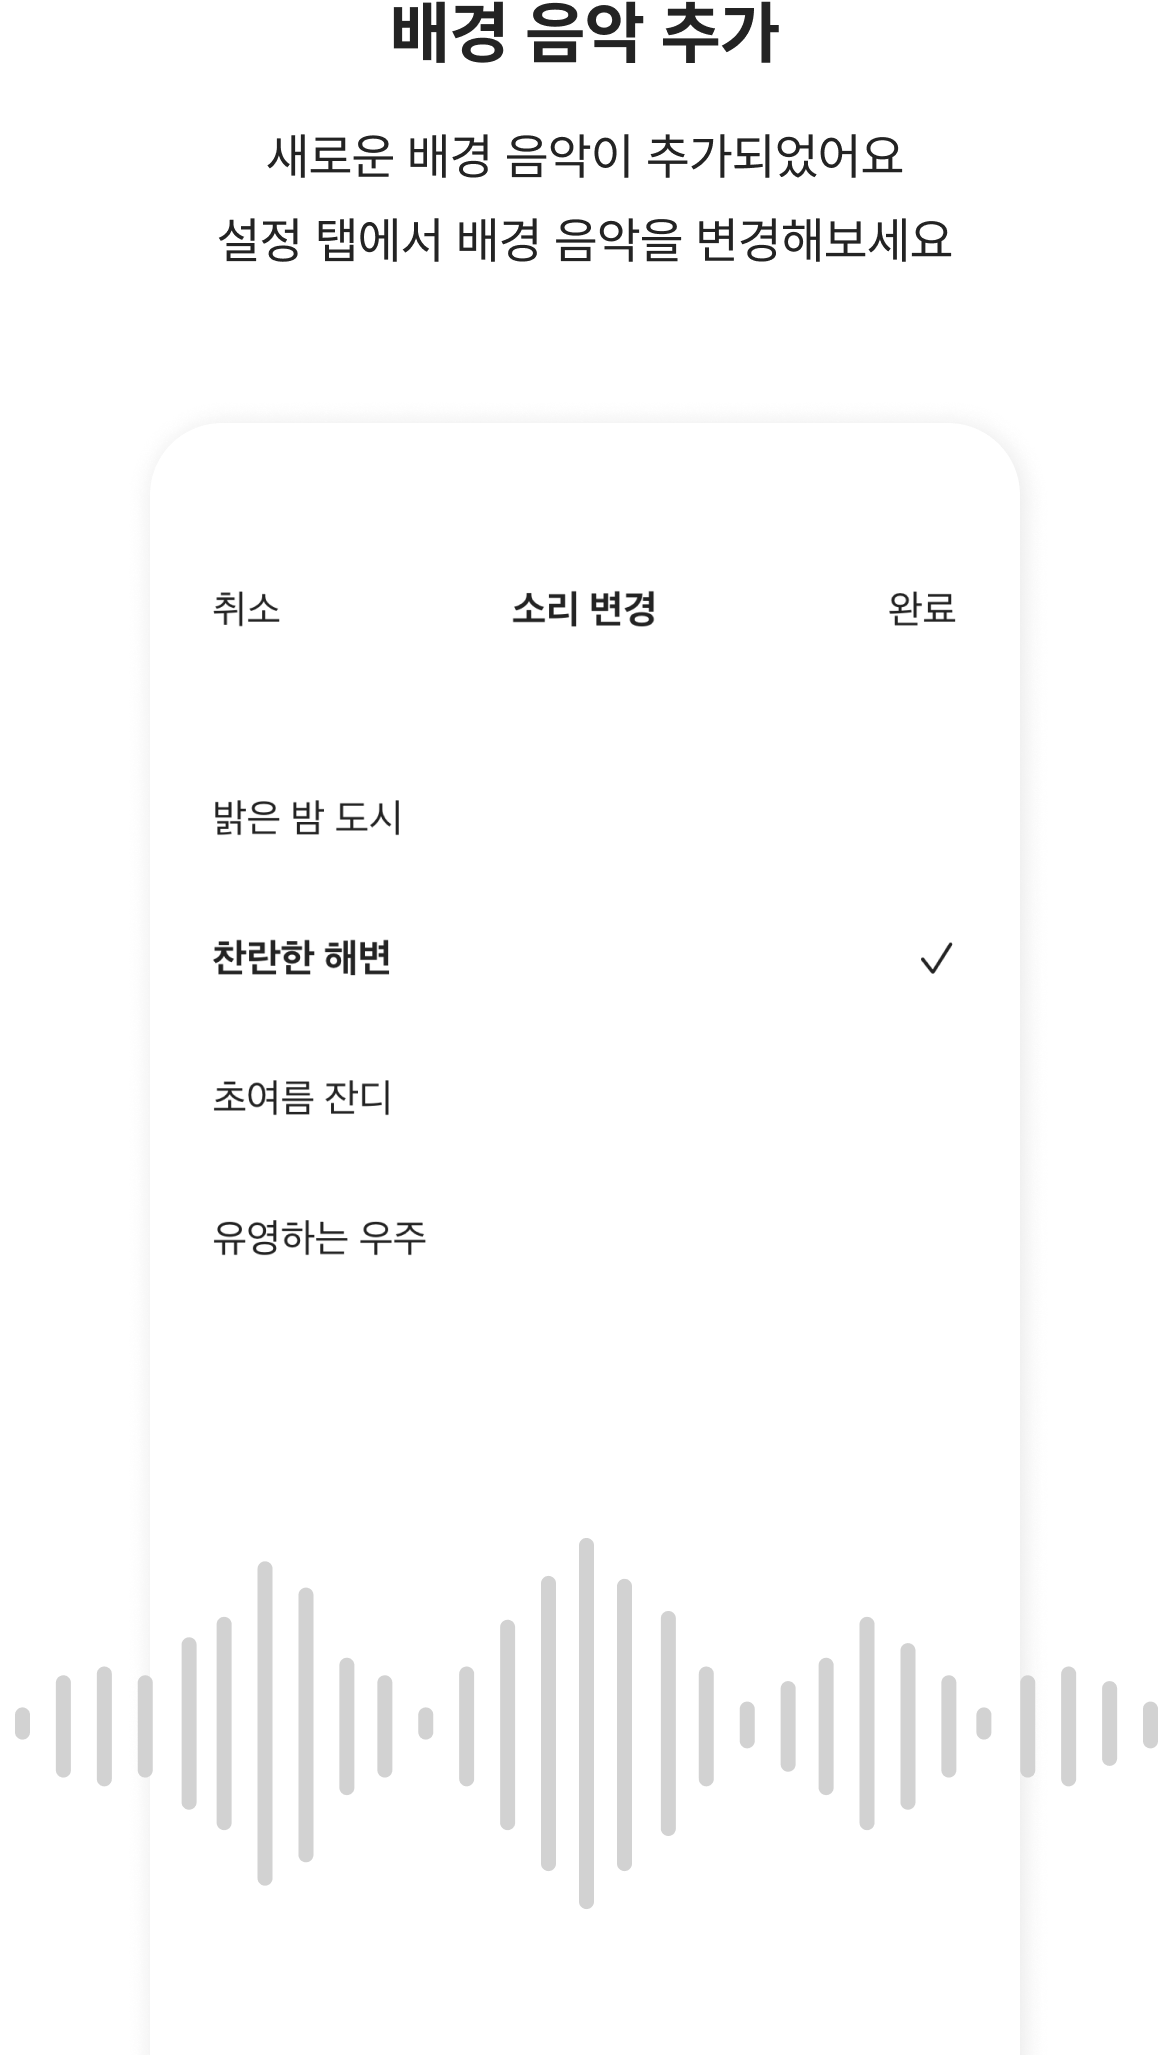 배경 음악 추가
새로운 배경 음악이 추가되었어요
설정 탭에서 배경 음악을 변경해보세요
취소 소리 변경 완료
밝은 밤 도시
찬란한 해변
초여름 잔디
유영하는 우주